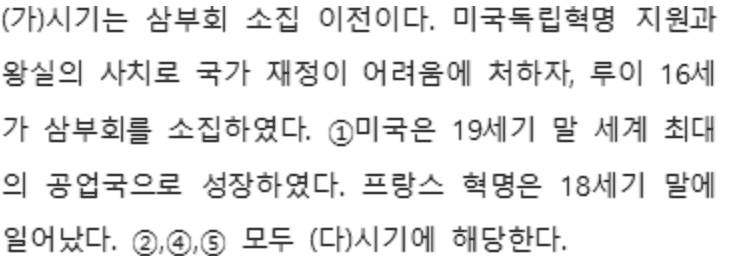 (가)시기는 삼부회 소집 이전이다. 미국독립혁명 지원과
왕실의 사치로 국가 재정이 어려움에 처하자, 루이 16세
가 삼부회를 소집하였다. ①미국은 19세기 말 세계 최대
의 공업국으로 성장하였다. 프랑스 혁명은 18세기 말에
일어났다. ②,④,⑤ 모두 (다)시기에 해당한다.